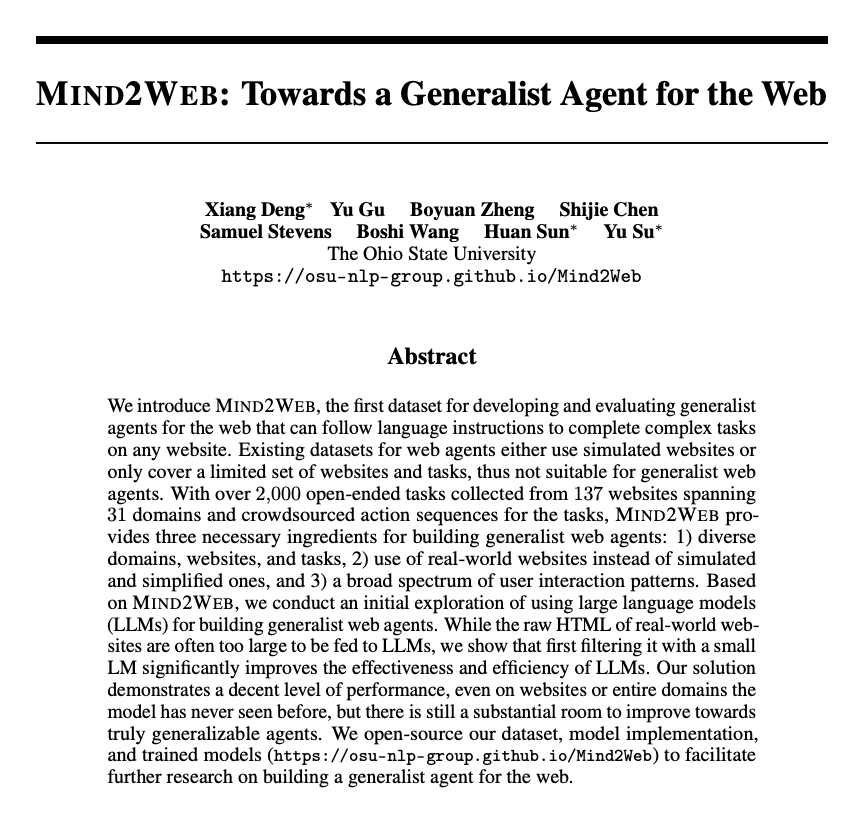 MIND2WEB: Towards a Generalist Agent for the Web
Xiang Deng* Yu Gu Boyuan Zheng Shijie Chen
Samuel Stevens Boshi Wang Huan Sun* Yu Su*
The Ohio State University
https://osu-nlp-group.github.io/Mind2Web
Abstract
We introduce MIND2WEB, the first dataset for developing and evaluating generalist
agents for the web that can follow language instructions to complete complex tasks
on any website. Existing datasets for web agents either use simulated websites or
only cover a limited set of websites and tasks, thus not suitable for generalist web
agents. With over 2,000 open-ended tasks collected from 137 websites spanning
31 domains and crowdsourced action sequences for the tasks, MIND2WEB pro-
vides three necessary ingredients for building generalist web agents: 1) diverse
domains, websites, and tasks, 2) use of real-world websites instead of simulated
and simplified ones, and 3) a broad spectrum of user interaction patterns. Based
on MIND2WEB, we conduct an initial exploration of using large language models
(LLMs) for building generalist web agents. While the raw HTML of real-world web-
sites are often too large to be fed to LLMs, we show that first filtering it with a small
LM significantly improves the effectiveness and efficiency of LLMs. Our solution
demonstrates a decent level of performance, even on websites or entire domains the
model has never seen before, but there is still a substantial room to improve towards
truly generalizable agents. We open-source our dataset, model implementation,
and trained models (https://osu-nlp-group.github.io/Mind2Web) to facilitate
further research on building a generalist agent for the web.